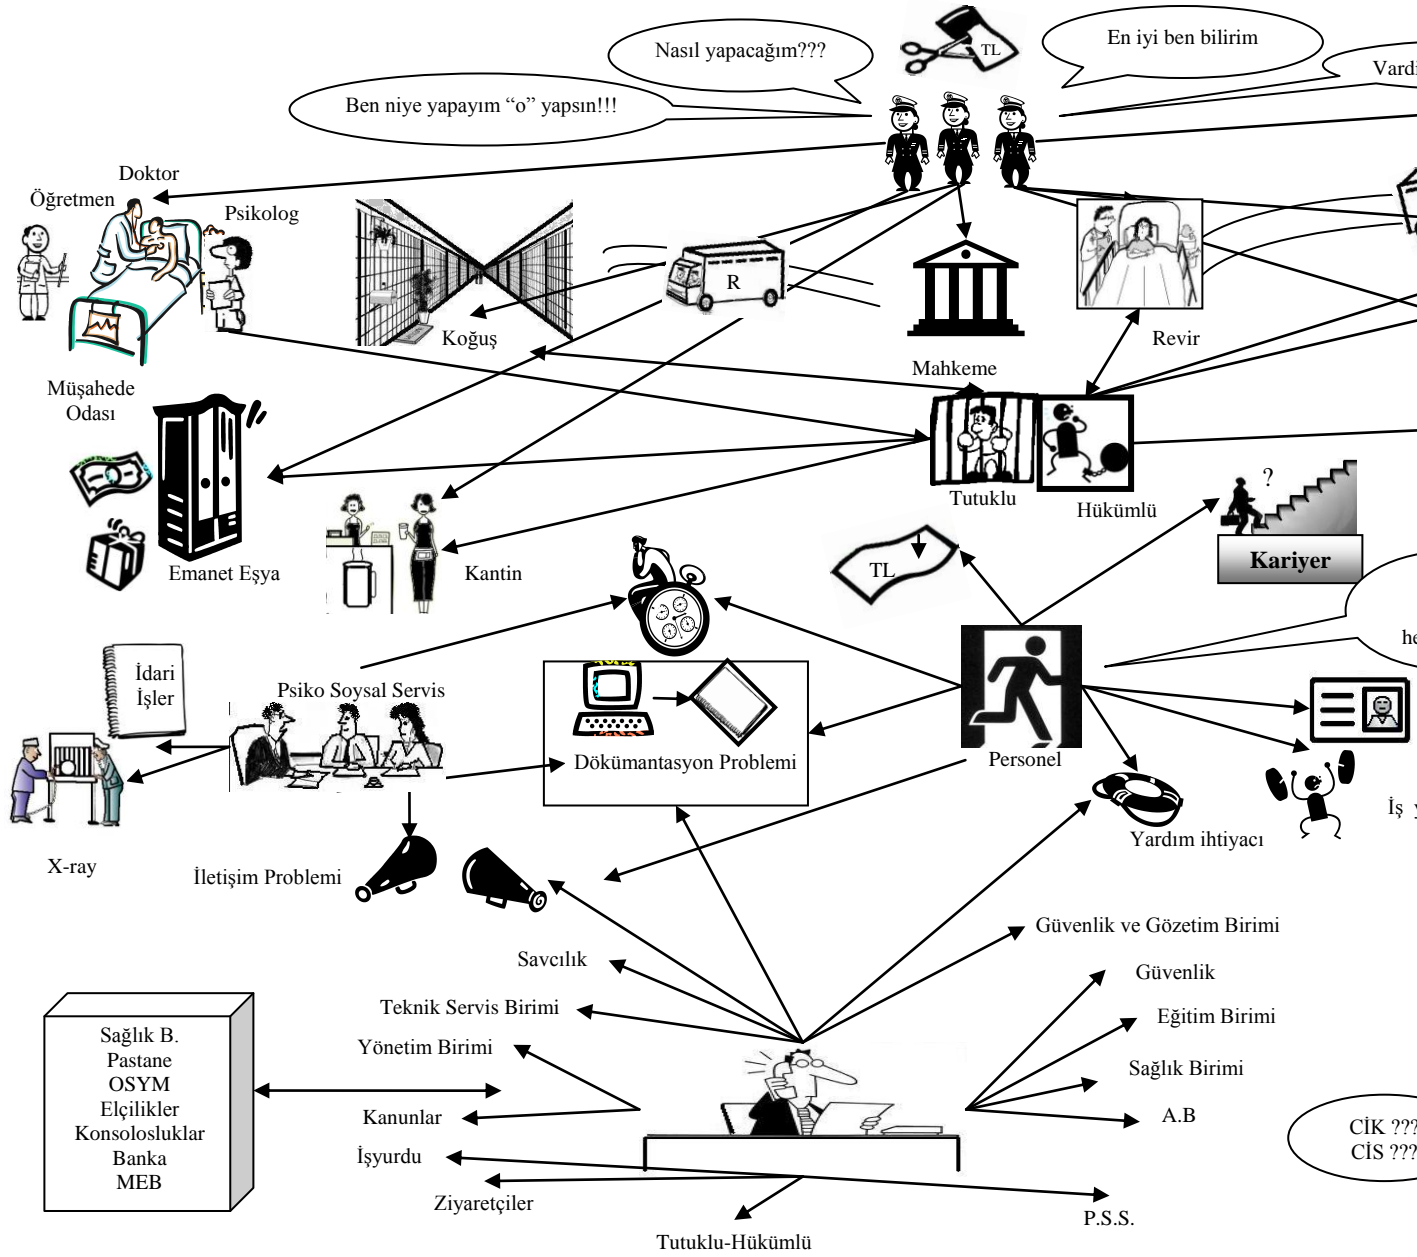 TL
Nasıl yapacağım???
En iyi ben bilirim
Ben niye yapayım “o” yapsın!!!
Doktor
Öğretmen
Psikolog
R
Koğuş
Revir
Mahkeme
Müşahede
Odası
Tutuklu
Hükümlü
?
Kariyer
Emanet Eşya
Kantin
TL
İdari
İşler
Psiko Soysal Servis
Dökümantasyon Problemi
Personel
Yardım ihtiyacı
İş
X-ray
İletişim Problemi
Güvenlik ve Gözetim Birimi
Savcılık
Güvenlik
Teknik Servis Birimi
Eğitim Birimi
Yönetim Birimi
Sağlık Birimi
Sağlık B.
Pastane
OSYM
Elçilikler
Konsolosluklar
Banka
MEB
Kanunlar
A.B
CİK ???
CİS ???
İşyurdu
Ziyaretçiler
P.S.S.
Tutuklu-Hükümlü